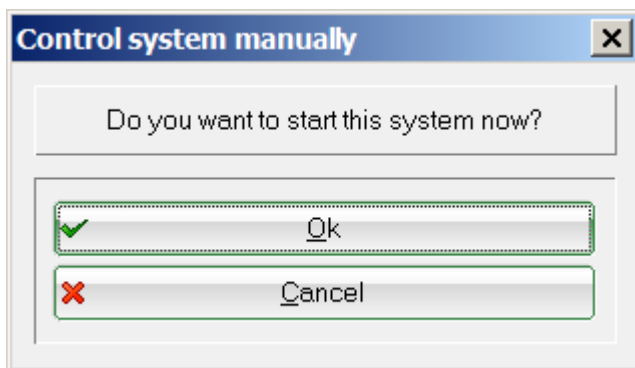 Control system manually
Do you want to start this system now?
Ok
Cancel